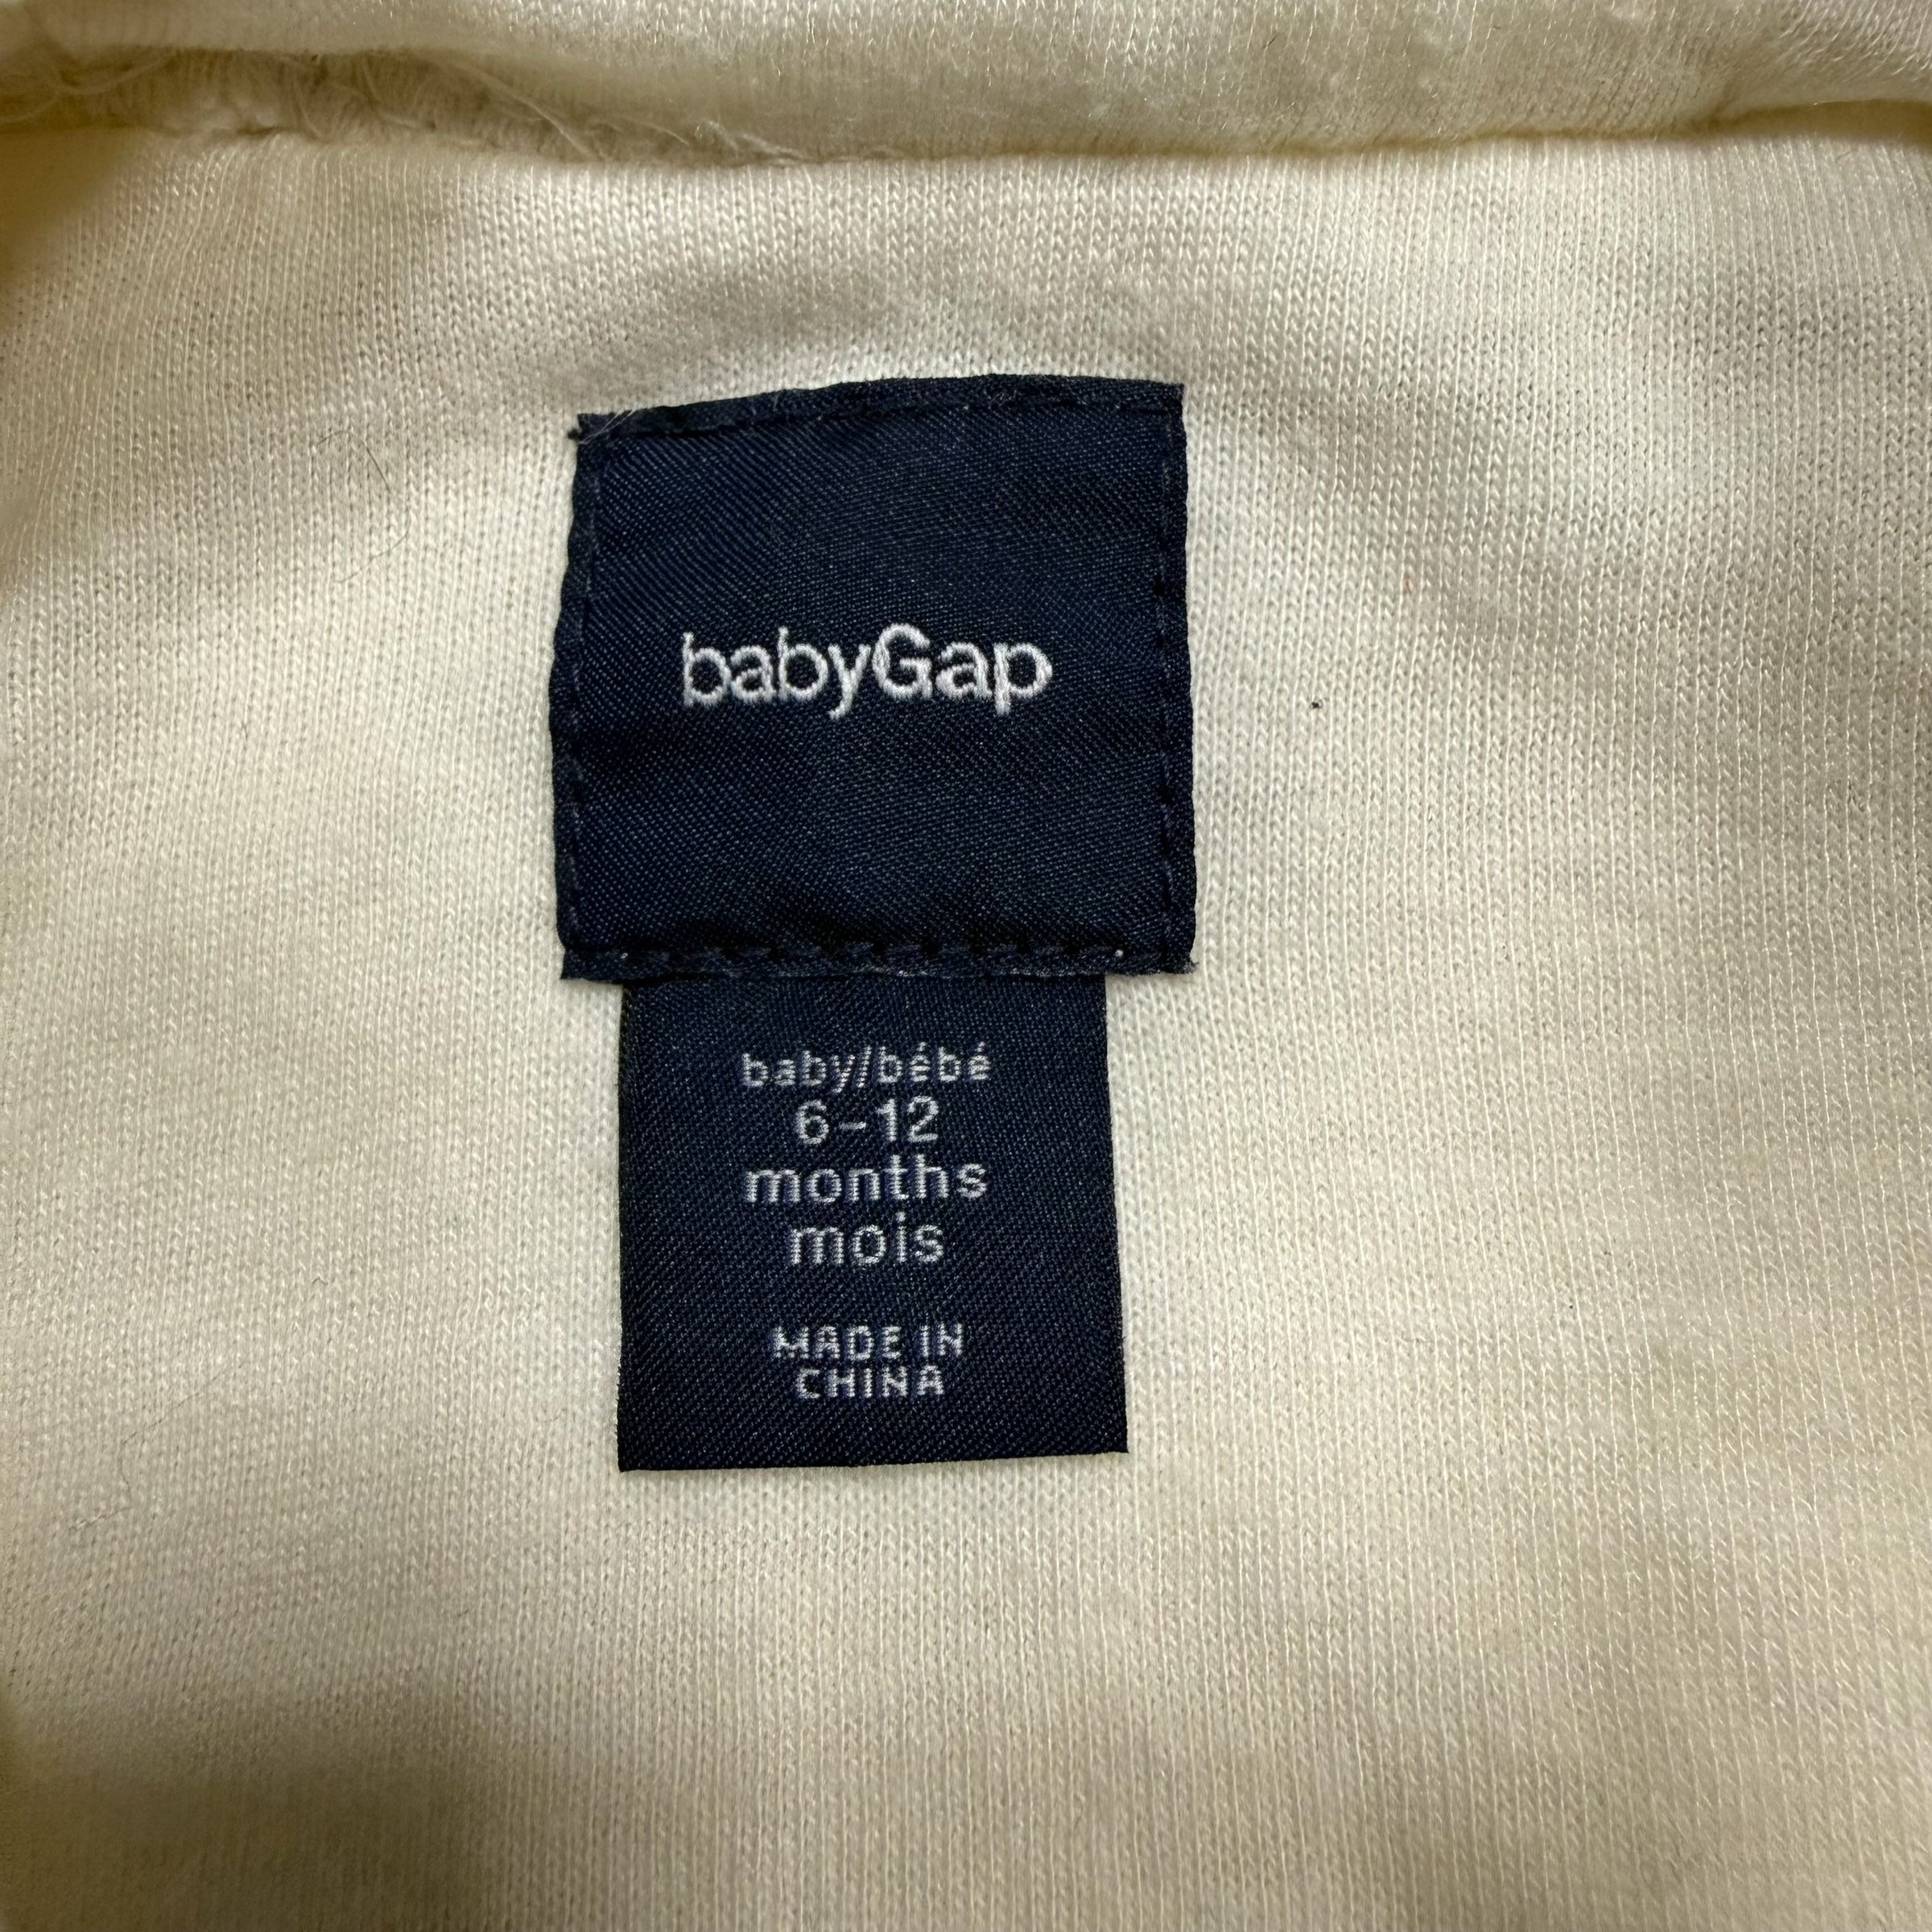 babyGap
baby/bébé
6-12
months
mois
MADE IN
CHINA